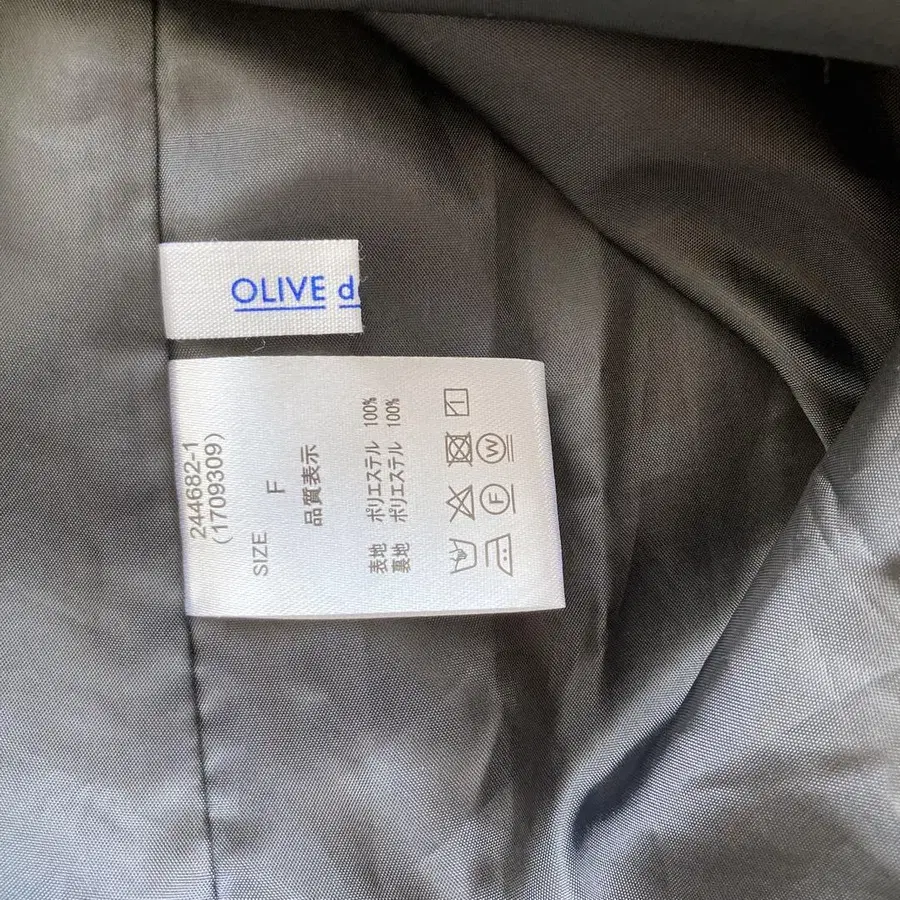 OLIVE d
244682-1
(1709309)
SIZE F
品質表示
表地 ポリエステル 100%
裏地 ポリエステル 100%
W
F